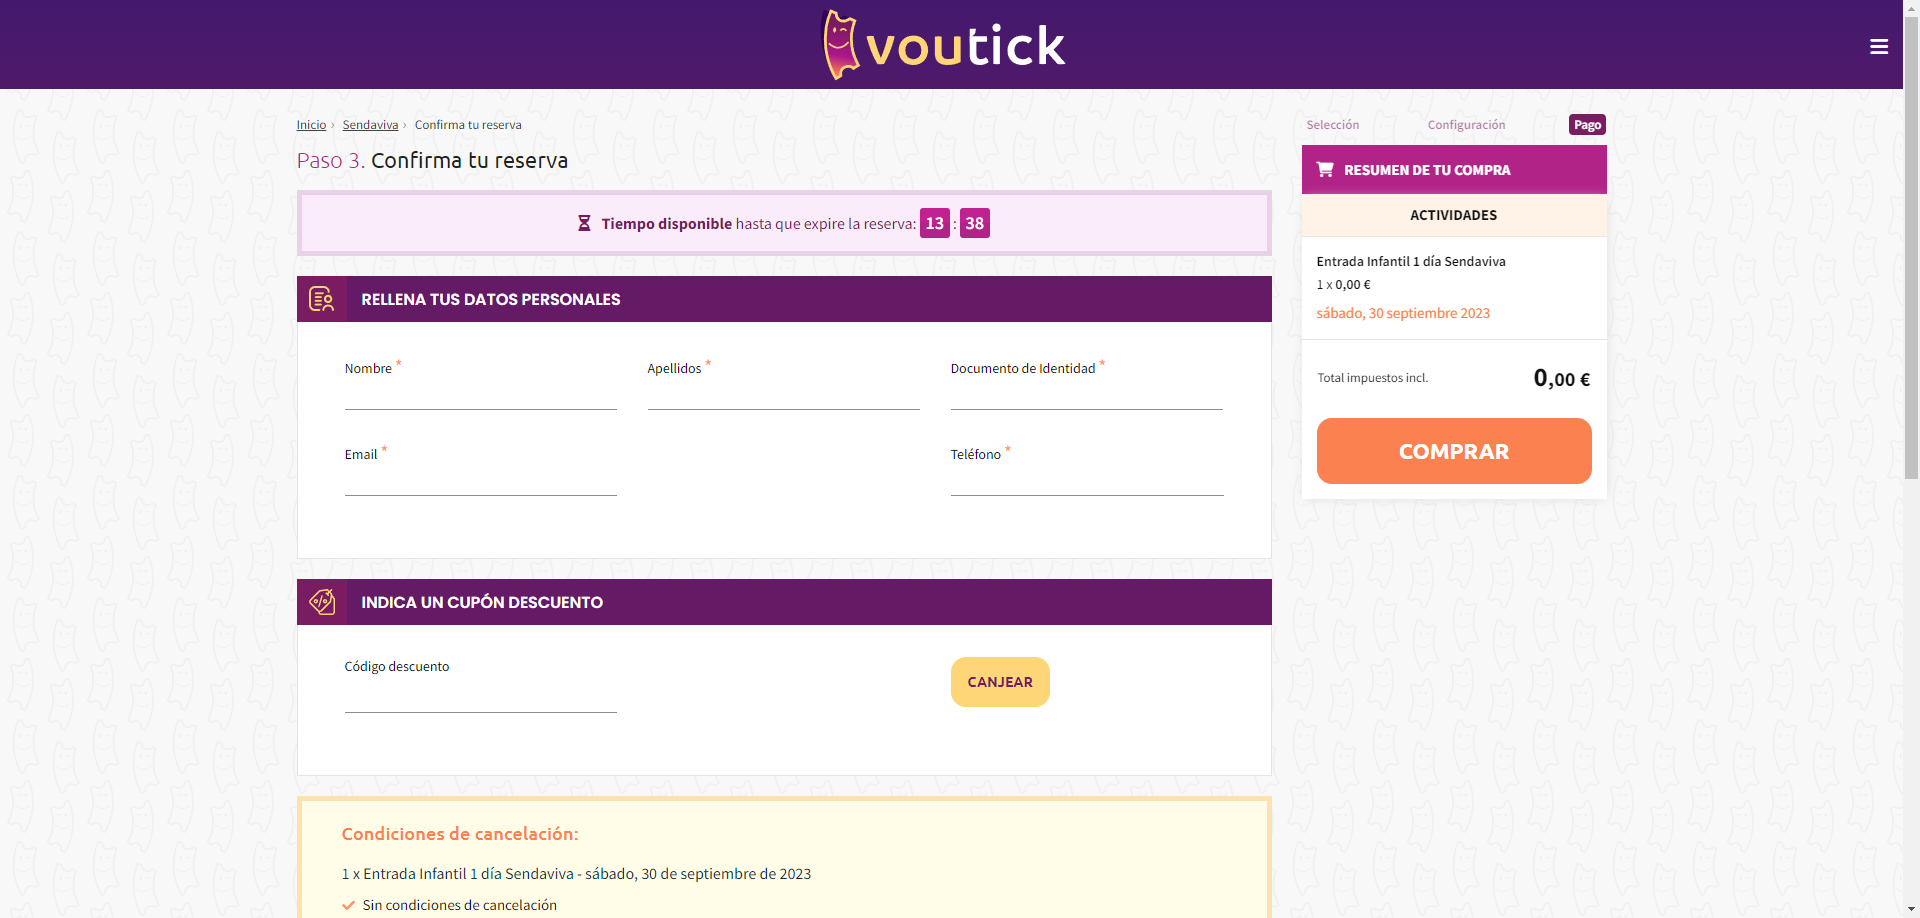 voutick
Inicio › Sendaviva › Confirma tu reserva
Paso 3. Confirma tu reserva
Tiempo disponible hasta que expire la reserva: 13 : 38
RELLENA TUS DATOS PERSONALES
Nombre *
Apellidos *
Documento de Identidad *
Email *
Teléfono *
INDICA UN CUPÓN DESCUENTO
Código descuento
CANJEAR
Condiciones de cancelación:
1 x Entrada Infantil 1 día Sendaviva - sábado, 30 de septiembre de 2023
Sin condiciones de cancelación
Selección
Configuración
Pago
RESUMEN DE TU COMPRA
ACTIVIDADES
Entrada Infantil 1 día Sendaviva
1 x 0,00 €
sábado, 30 septiembre 2023
Total impuestos incl.
0,00 €
COMPRAR